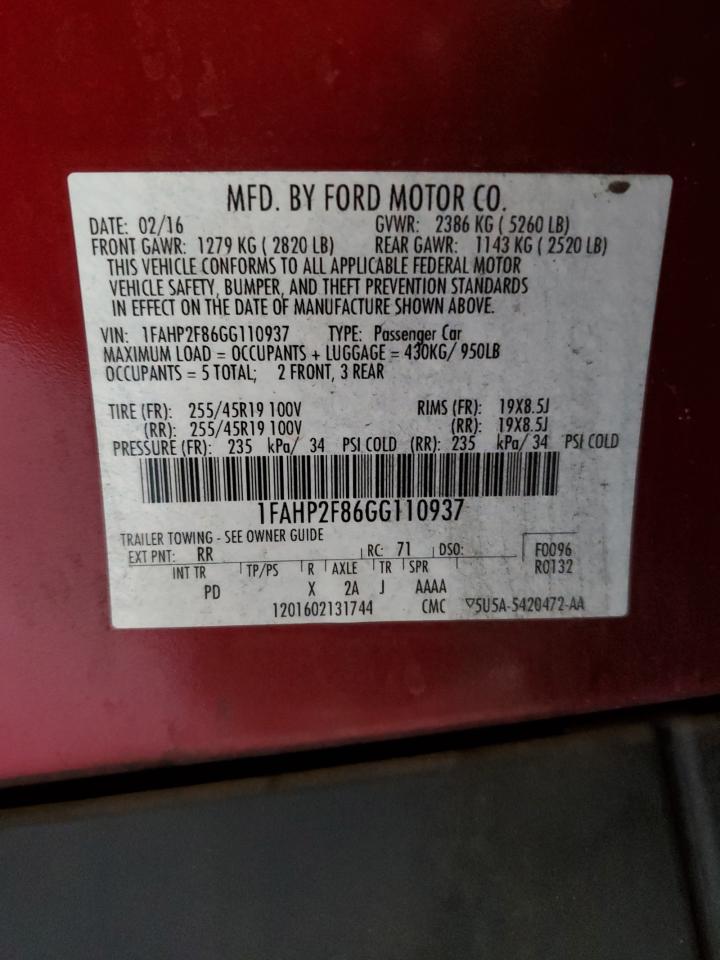 MFD. BY FORD MOTOR CO.
DATE: 02/16 GVWR: 2386 KG ( 5260 LB)
FRONT GAWR: 1279 KG ( 2820 LB) REAR GAWR: 1143 KG ( 2520 LB)
THIS VEHICLE CONFORMS TO ALL APPLICABLE FEDERAL MOTOR
VEHICLE SAFETY, BUMPER, AND THEFT PREVENTION STANDARDS
IN EFFECT ON THE DATE OF MANUFACTURE SHOWN ABOVE.
VIN: 1FAHP2F86GG110937 TYPE: Passenger Car
MAXIMUM LOAD = OCCUPANTS + LUGGAGE = 430KG/ 950LB
OCCUPANTS = 5 TOTAL; 2 FRONT, 3 REAR
TIRE (FR): 255/45R19 100V RIMS (FR): 19X8.5J
(RR): 255/45R19 100V (RR): 19X8.5J
PRESSURE (FR): 235 kPa/ 34 PSI COLD (RR): 235 kPa/ 34 PSI COLD
1FAHP2F86GG110937
TRAILER TOWING - SEE OWNER GUIDE
EXT PNT: RR RC: 71 DSO: F0096
INT TR TP/PS R AXLE TR SPR R0132
PD X 2A J AAAA
1201602131744 CMC ▽5U5A-5420472-AA